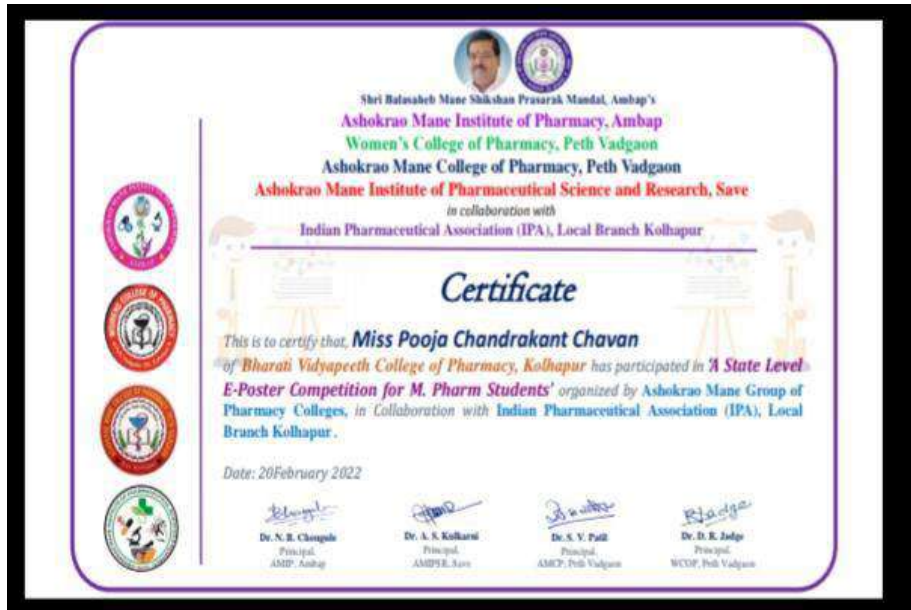 Shri Balasaheb Mane Shikshan Prasarak Mandal, Ambap's
Ashokrao Mane Institute of Pharmacy, Ambap
Women's College of Pharmacy, Peth Vadgaon
Ashokrao Mane College of Pharmacy, Peth Vadgaon
Ashokrao Mane Institute of Pharmaceutical Science and Research, Save
in collaboration with
Indian Pharmaceutical Association (IPA), Local Branch Kolhapur
Certificate
This is to certify that, Miss Pooja Chandrakant Chavan
of Bharati Vidyapeeth College of Pharmacy, Kolhapur has participated in 'A State Level
E-Poster Competition for M. Pharm Students' organized by Ashokrao Mane Group of
Pharmacy Colleges, in Collaboration with Indian Pharmaceutical Association (IPA), Local
Branch Kolhapur.
Date: 20February 2022
Dr. N. B. Chougule Dr. A. S. Kulkarni Dr. S. V. Patil Dr. D. R. Jadge
Principal, Principal, Principal, Principal,
AMIP, Ambap AMIPSR, Save AMCP, Peth Vadgaon WCOP, Peth Vadgaon